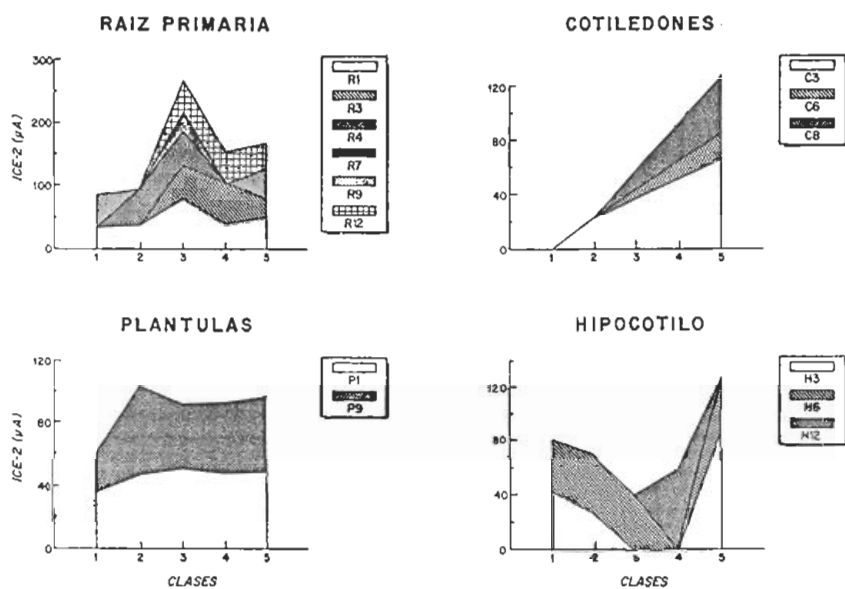 RAIZ PRIMARIA
ICE-2 (μA)
300
200
100
0
1 2 3 4 5
R1
R3
R4
R7
R9
R12
COTILEDONES
120
80
40
0
1 2 3 4 5
C3
C6
C8
PLANTULAS
ICE-2 (μA)
120
80
40
0
1 2 3 4 5
CLASES
P1
P9
HIPOCOTILO
120
80
40
0
1 2 3 4 5
CLASES
H3
H6
H12